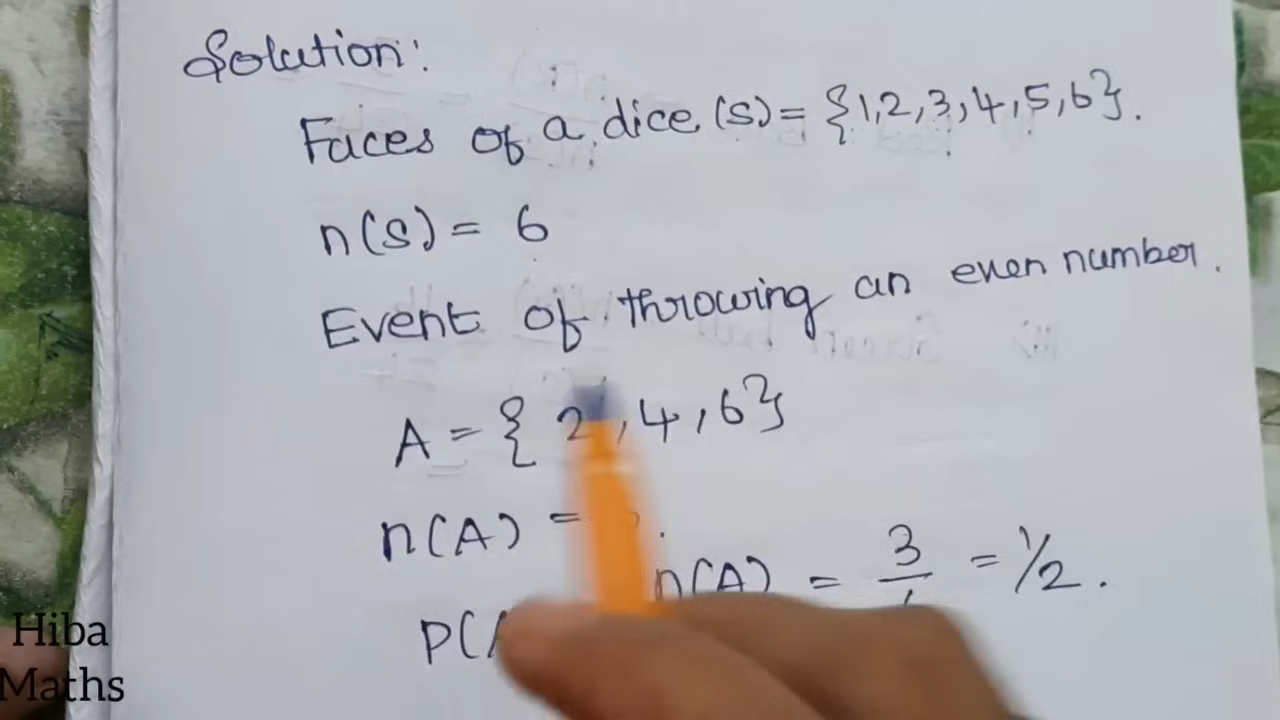 Solution:
Faces of a dice (S) = {1,2,3,4,5,6}.
n(S) = 6
Event of throwing an even number.
A = { 2, 4, 6}
n(A) =
n(A) = 3 = 1/2.
P(
Hiba
Maths